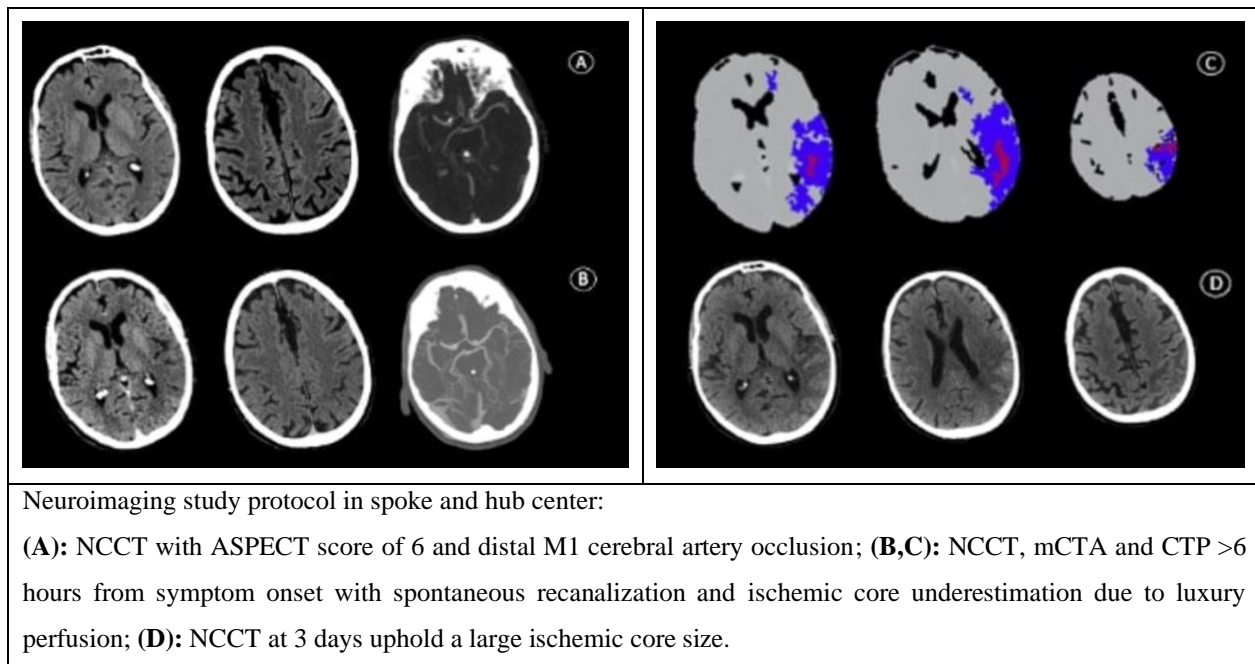 A
B
C
D
Neuroimaging study protocol in spoke and hub center:
(A): NCCT with ASPECT score of 6 and distal M1 cerebral artery occlusion; (B,C): NCCT, mCTA and CTP >6
hours from symptom onset with spontaneous recanalization and ischemic core underestimation due to luxury
perfusion; (D): NCCT at 3 days uphold a large ischemic core size.